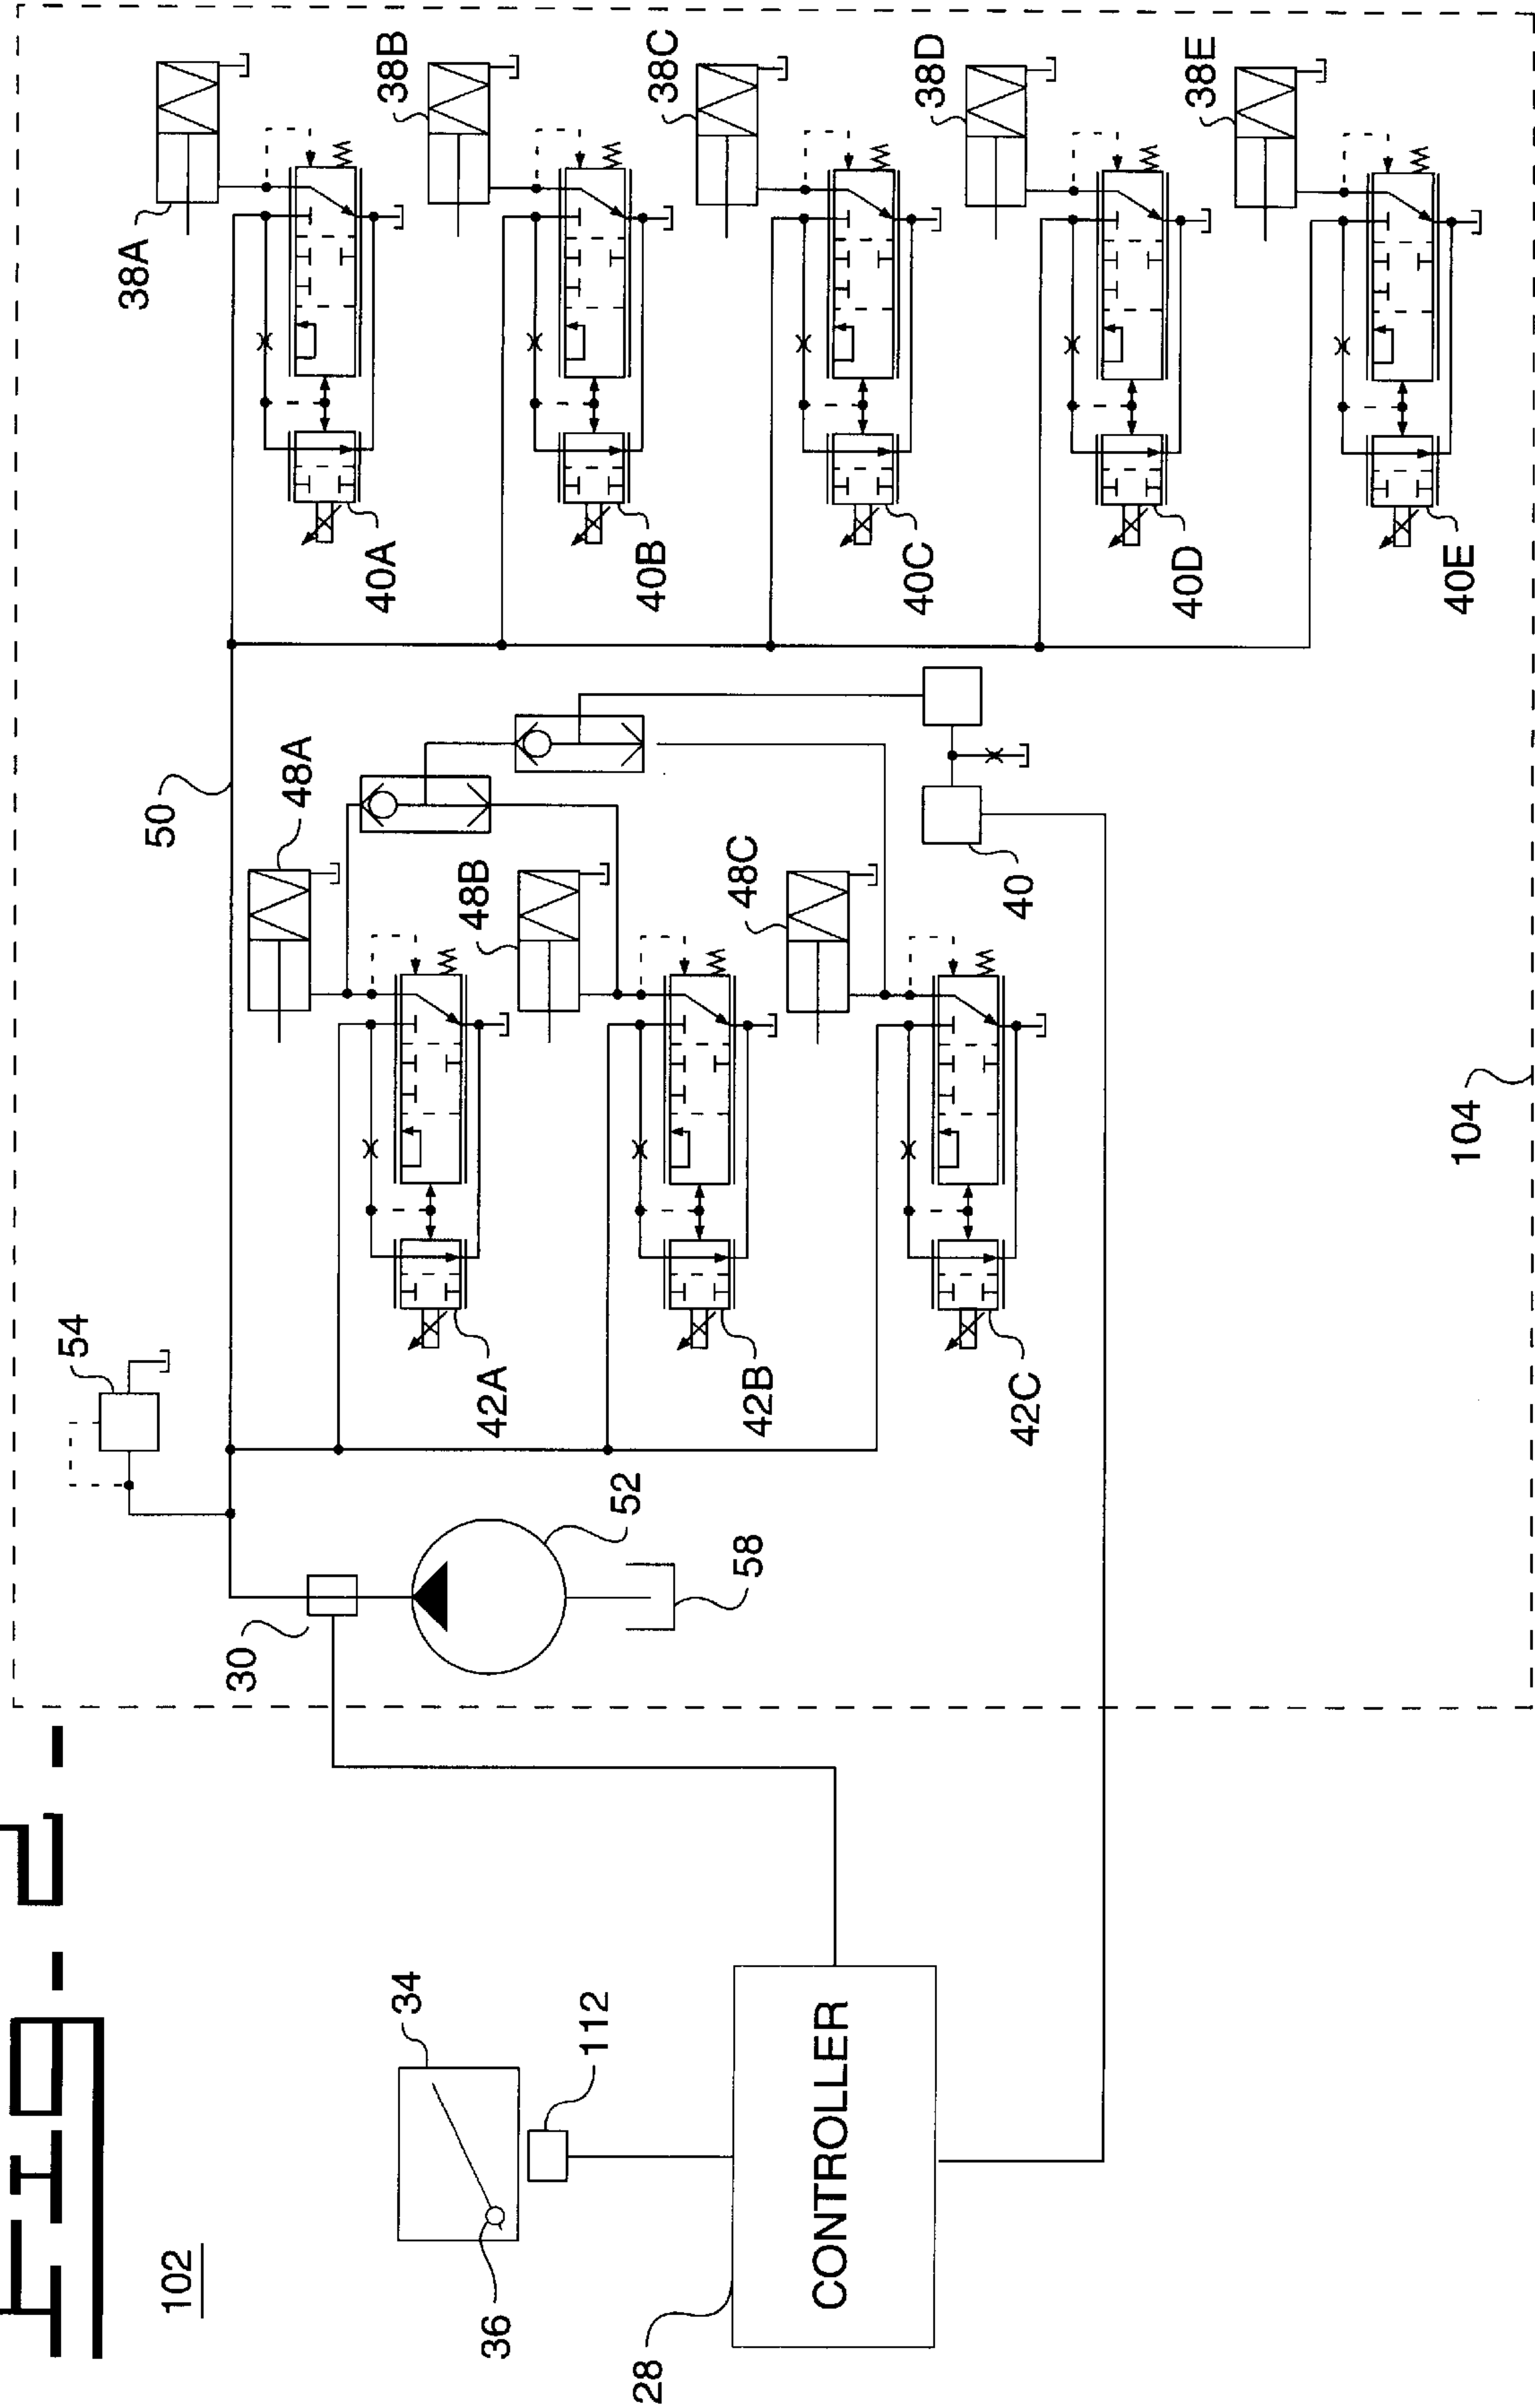 FIG - 2 -
54
38A
50
102
30
48A
40A
38B
34
48B
42A
36
112
52
28
40B
38C
48C
58
42B
CONTROLLER
40C
38D
40
42C
40D
38E
104
40E